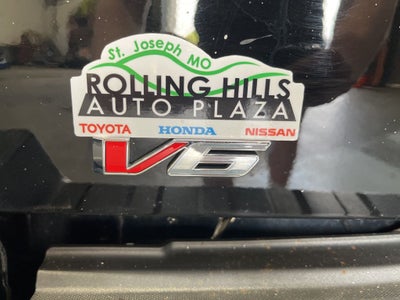 St. Joseph MO
ROLLING HILLS
AUTO PLAZA
TOYOTA HONDA NISSAN
V6